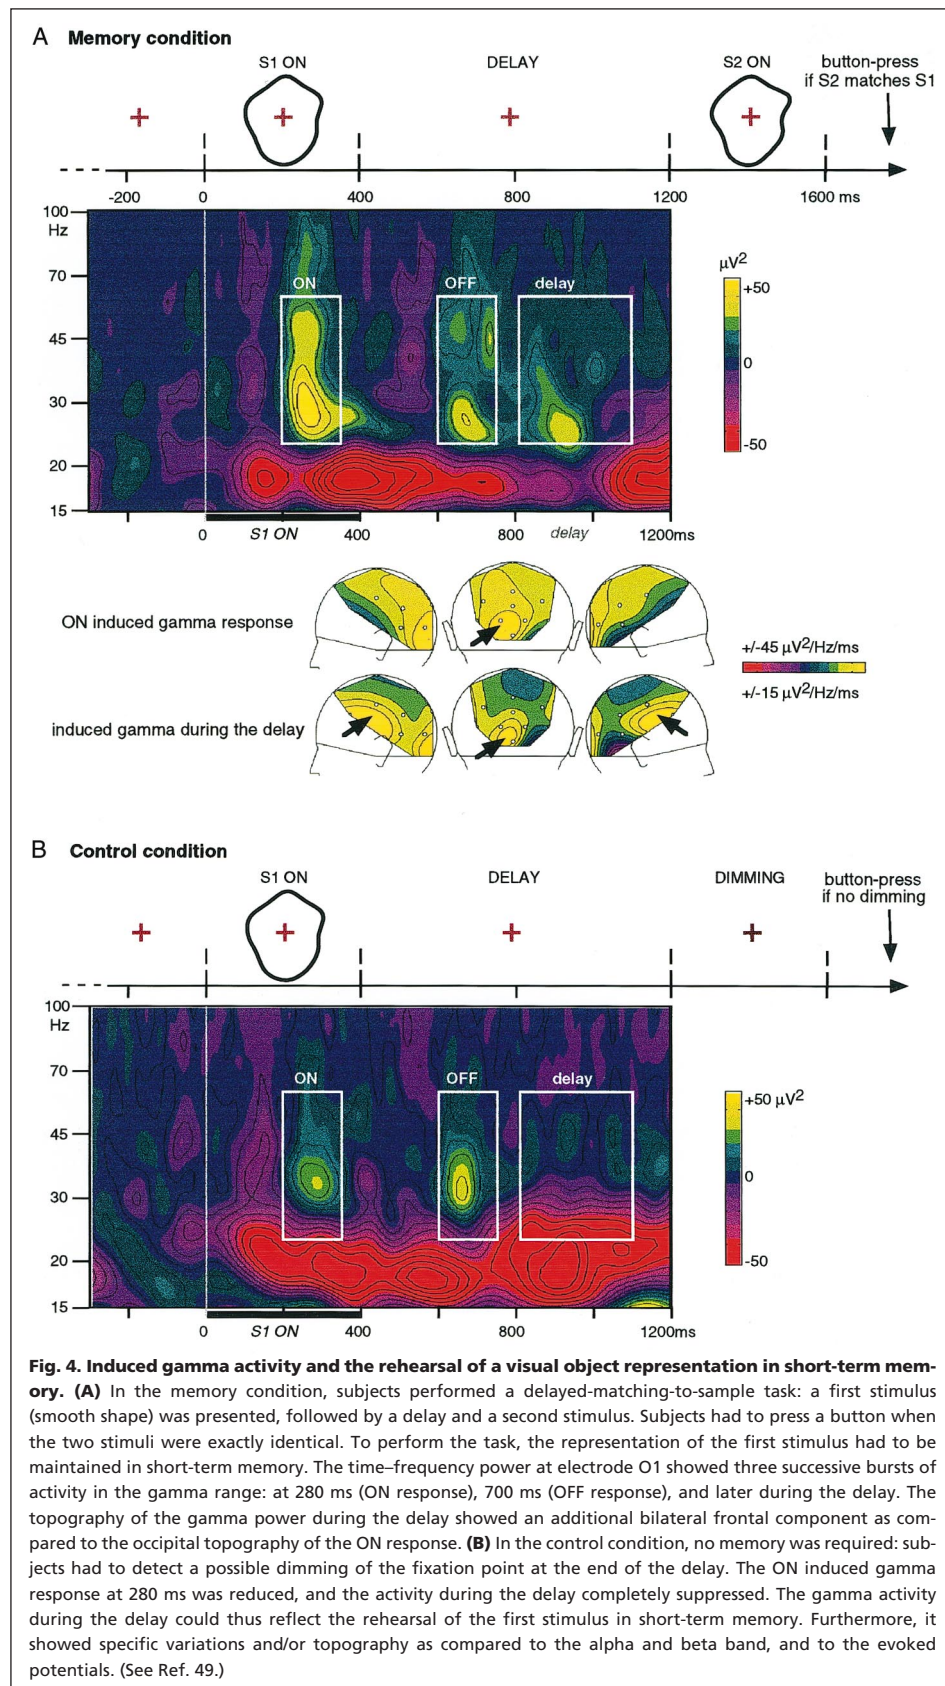 A Memory condition
S1 ON
DELAY
S2 ON
button-press
if S2 matches S1
-200
0
400
800
1200
1600 ms
100
Hz
70
45
30
20
15
ON
OFF
delay
µV2
+50
0
-50
0
S1 ON
400
800
delay
1200ms
ON induced gamma response
+/-45 µV2/Hz/ms
+/-15 µV2/Hz/ms
induced gamma during the delay
B Control condition
S1 ON
DELAY
DIMMING
button-press
if no dimming
100
Hz
70
45
30
20
15
ON
OFF
delay
+50 µV2
0
-50
0
S1 ON
400
800
1200ms
Fig. 4. Induced gamma activity and the rehearsal of a visual object representation in short-term mem-
ory. (A) In the memory condition, subjects performed a delayed-matching-to-sample task: a first stimulus
(smooth shape) was presented, followed by a delay and a second stimulus. Subjects had to press a button when
the two stimuli were exactly identical. To perform the task, the representation of the first stimulus had to be
maintained in short-term memory. The time–frequency power at electrode O1 showed three successive bursts of
activity in the gamma range: at 280 ms (ON response), 700 ms (OFF response), and later during the delay. The
topography of the gamma power during the delay showed an additional bilateral frontal component as com-
pared to the occipital topography of the ON response. (B) In the control condition, no memory was required: sub-
jects had to detect a possible dimming of the fixation point at the end of the delay. The ON induced gamma
response at 280 ms was reduced, and the activity during the delay completely suppressed. The gamma activity
during the delay could thus reflect the rehearsal of the first stimulus in short-term memory. Furthermore, it
showed specific variations and/or topography as compared to the alpha and beta band, and to the evoked
potentials. (See Ref. 49.)